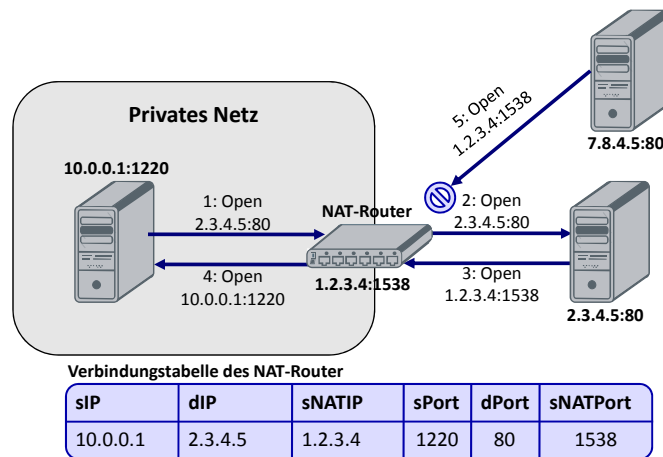 Privates Netz
10.0.0.1:1220
1: Open
2.3.4.5:80
4: Open
10.0.0.1:1220
NAT-Router
1.2.3.4:1538
5: Open
1.2.3.4:1538
7.8.4.5:80
2: Open
2.3.4.5:80
3: Open
1.2.3.4:1538
2.3.4.5:80
Verbindungstabelle des NAT-Router
sIP dIP sNATIP sPort dPort sNATPort
10.0.0.1 2.3.4.5 1.2.3.4 1220 80 1538